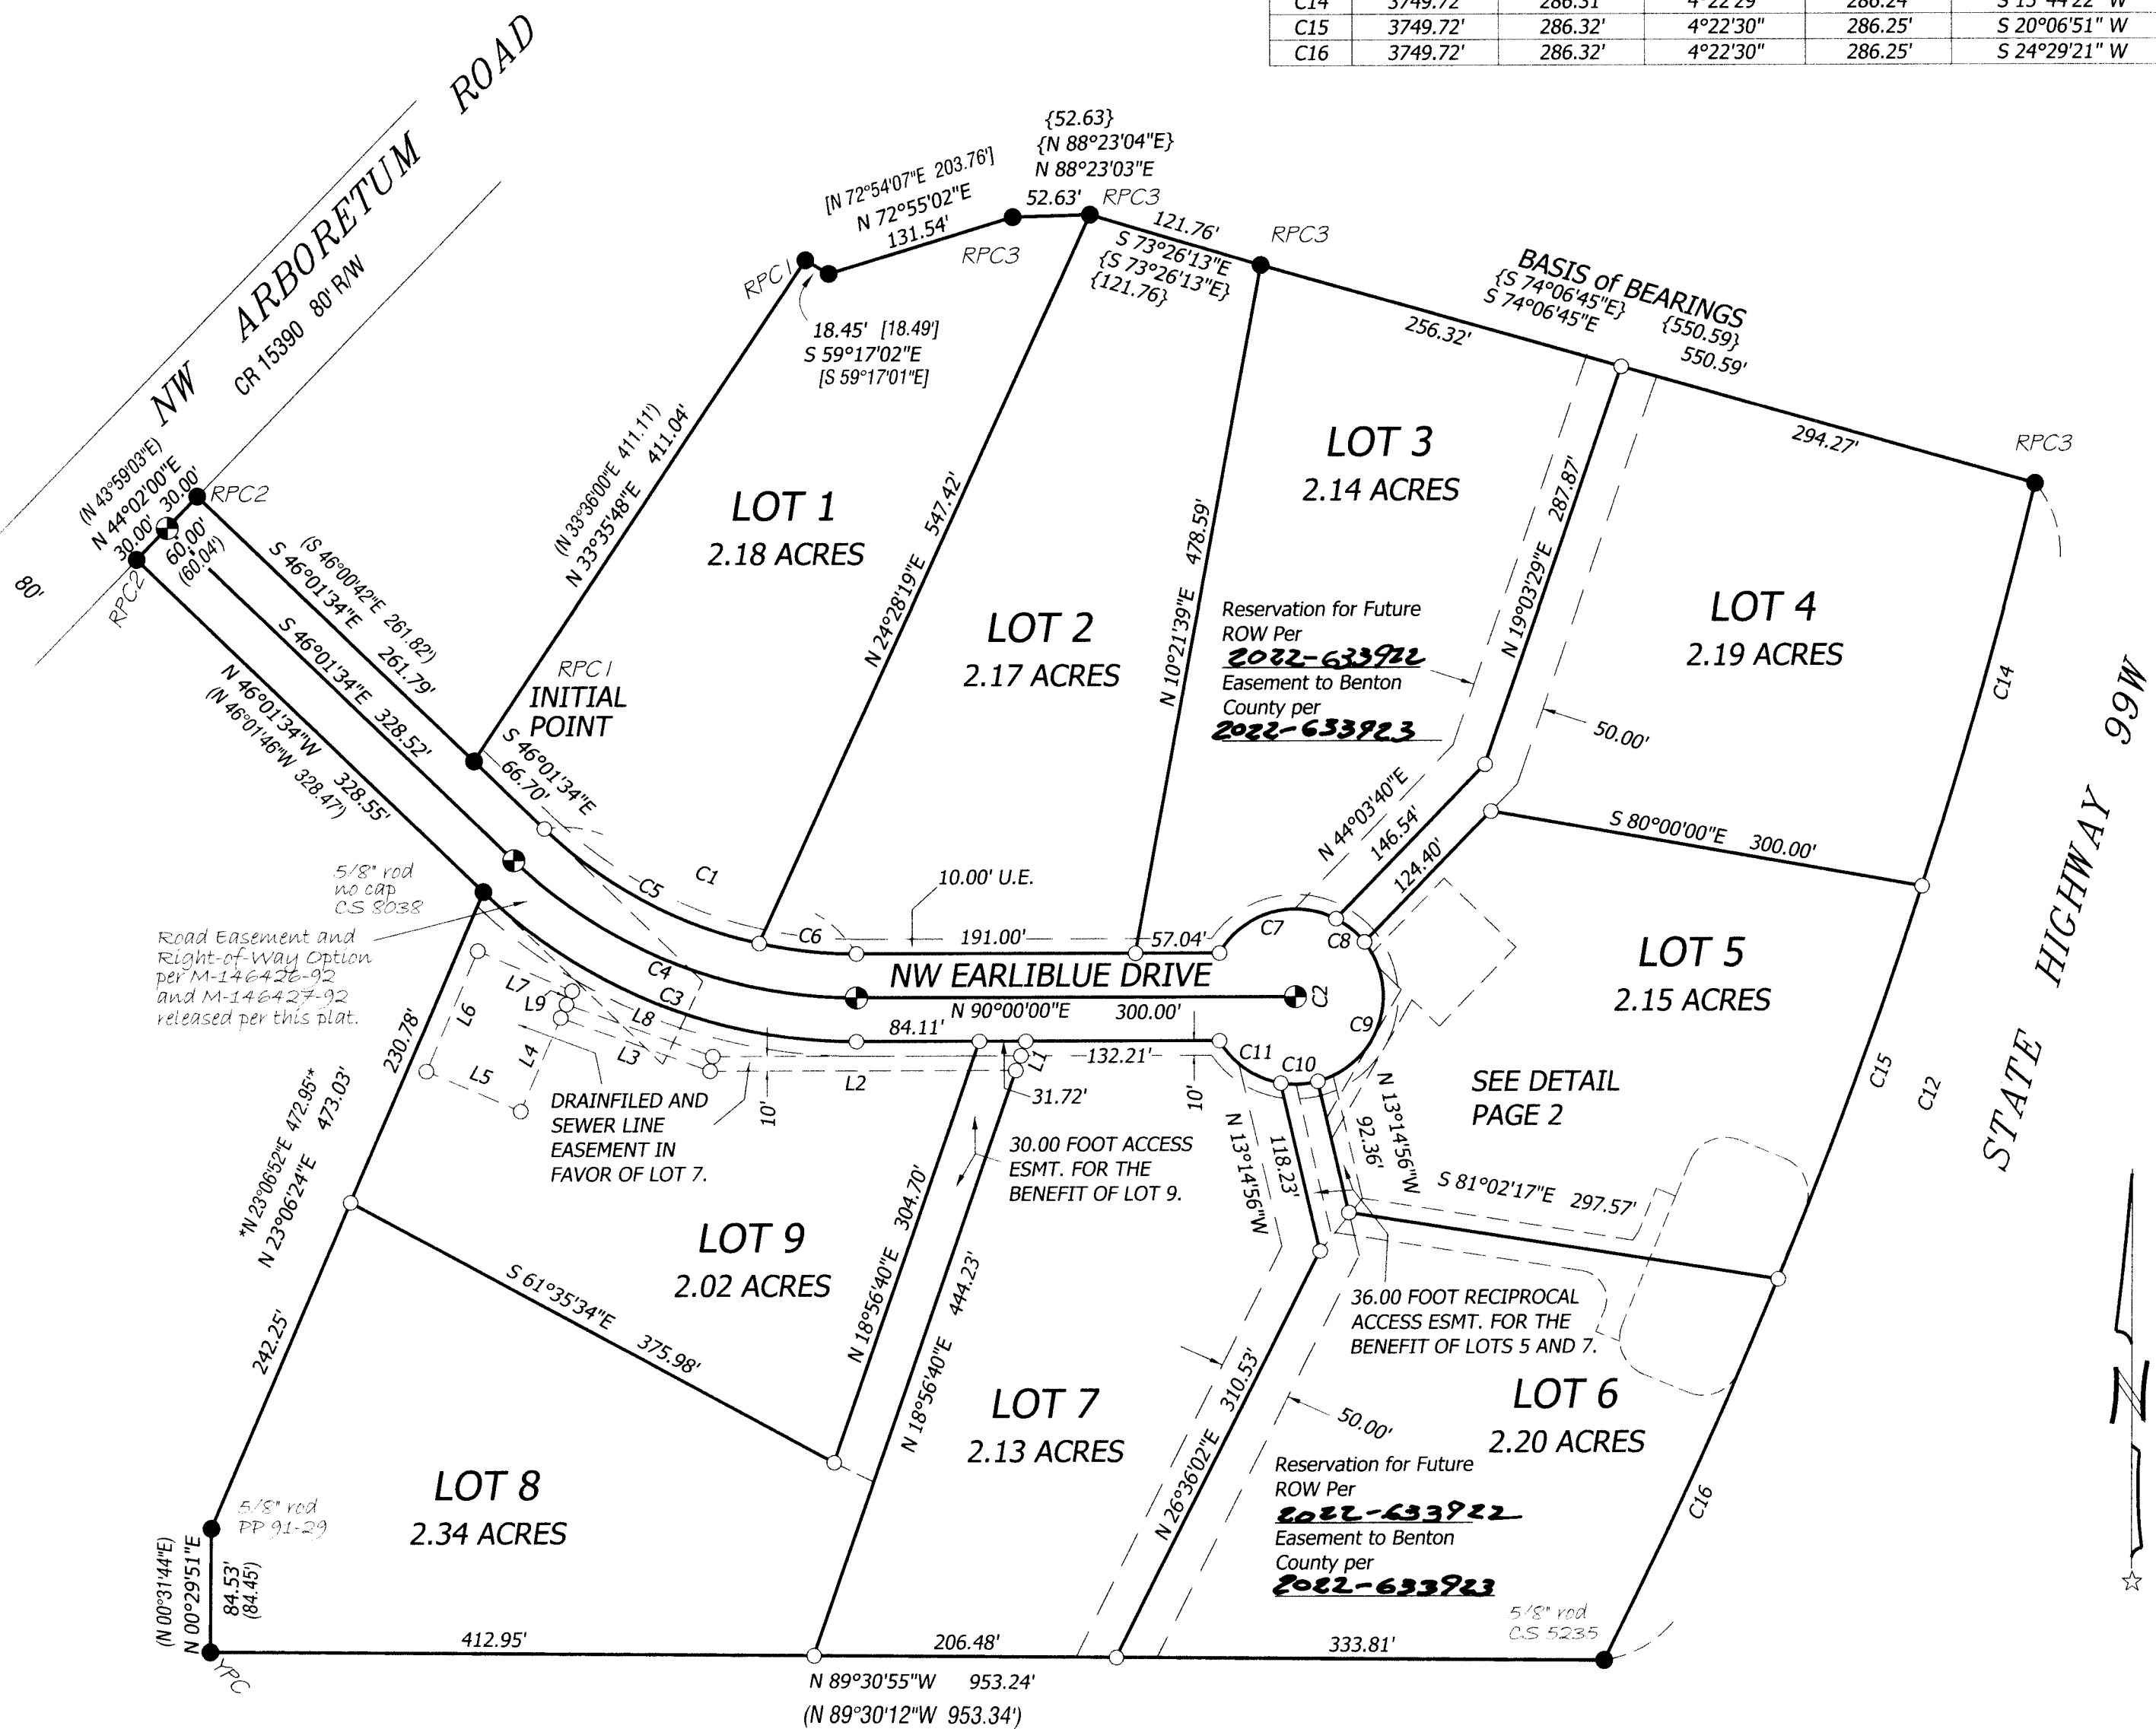 C14 3749.72' 286.31' 4°22'29" 286.24' S 15°44'22" W
C15 3749.72' 286.32' 4°22'30" 286.25' S 20°06'51" W
C16 3749.72' 286.32' 4°22'30" 286.25' S 24°29'21" W
NW ARBORETUM ROAD
CR 15390 80' R/W
80'
{52.63}
{N 88°23'04"E}
N 88°23'03"E
52.63'
RPC3
[N 72°54'07"E 203.76']
N 72°55'02"E
131.54'
RPC3
RPC1
18.45' [18.49']
S 59°17'02"E
[S 59°17'01"E]
121.76'
S 73°26'13"E
{S 73°26'13"E}
{121.76}
RPC3
BASIS of BEARINGS
{S 74°06'45"E}
S 74°06'45"E
{550.59}
550.59'
256.32'
294.27'
RPC3
(N 43°59'03"E)
N 44°02'00"E
30.00' 30.00'
60.00'
(60.04')
RPC2
RPC2
(S 46°00'42"E 261.82')
S 46°01'34"E
261.79'
S 46°01'34"E 328.52'
N 46°01'34"W 328.55'
(N 46°01'46"W 328.47')
(N 33°36'00"E 411.11')
N 33°35'48"E 411.04'
RPC1
INITIAL
POINT
S 46°01'34"E
66.70'
LOT 1
2.18 ACRES
N 24°28'19"E 547.42'
LOT 2
2.17 ACRES
N 10°21'39"E 478.59'
LOT 3
2.14 ACRES
Reservation for Future
ROW Per
2022-633922
Easement to Benton
County per
2022-633923
N 19°03'29"E 287.87'
50.00'
LOT 4
2.19 ACRES
C14
STATE HIGHWAY 99W
N 44°03'40"E
146.54'
124.40'
S 80°00'00"E 300.00'
5/8" rod
no cap
CS 8038
Road Easement and
Right-of-Way Option
per M-146426-92
and M-146427-92
released per this plat.
C1
C5
C6
C4
C3
10.00' U.E.
191.00'
57.04'
C7
C8
C2
C9
C10
C11
NW EARLIBLUE DRIVE
N 90°00'00"E 300.00'
84.11'
132.21'
LOT 5
2.15 ACRES
SEE DETAIL
PAGE 2
C15
C12
L7
L9
L6
L8
L3
L4
L5
L2
L1
10'
10'
31.72'
DRAINFILED AND
SEWER LINE
EASEMENT IN
FAVOR OF LOT 7.
30.00 FOOT ACCESS
ESMT. FOR THE
BENEFIT OF LOT 9.
N 13°14'56"W
118.23'
N 13°14'56"W
92.36'
S 81°02'17"E 297.57'
36.00 FOOT RECIPROCAL
ACCESS ESMT. FOR THE
BENEFIT OF LOTS 5 AND 7.
230.78'
*N 23°06'52"E 472.95'*
N 23°06'24"E 473.03'
242.25'
LOT 9
2.02 ACRES
S 61°35'34"E 375.98'
N 18°56'40"E 304.70'
N 18°56'40"E 444.23'
LOT 7
2.13 ACRES
N 26°36'02"E 310.53'
50.00'
LOT 6
2.20 ACRES
Reservation for Future
ROW Per
2022-633922
Easement to Benton
County per
2022-633923
C16
5/8" rod
CS 5235
LOT 8
2.34 ACRES
5/8" rod
PP 91-29
(N 00°31'44"E)
N 00°29'51"E
84.53'
(84.45')
YPC
412.95'
206.48'
333.81'
N 89°30'55"W 953.24'
(N 89°30'12"W 953.34')
N